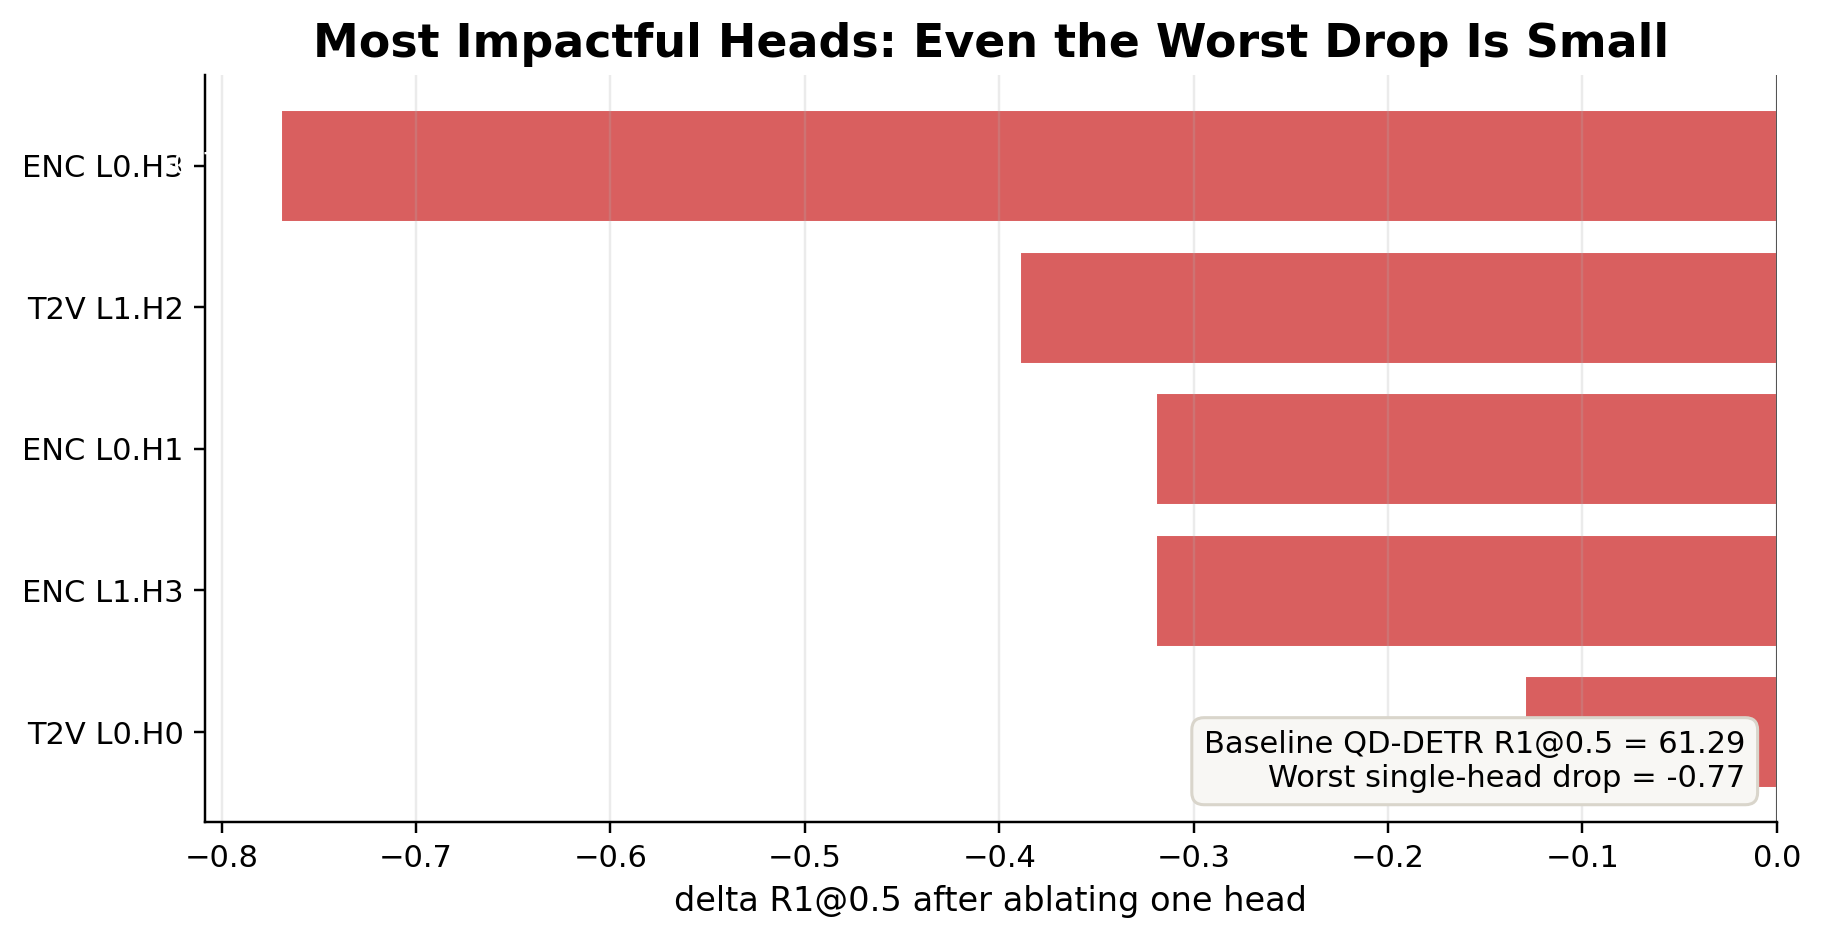 Most Impactful Heads: Even the Worst Drop Is Small
ENC L0.H3
T2V L1.H2
ENC L0.H1
ENC L1.H3
T2V L0.H0
Baseline QD-DETR R1@0.5 = 61.29
Worst single-head drop = -0.77
−0.8 −0.7 −0.6 −0.5 −0.4 −0.3 −0.2 −0.1 0.0
delta R1@0.5 after ablating one head